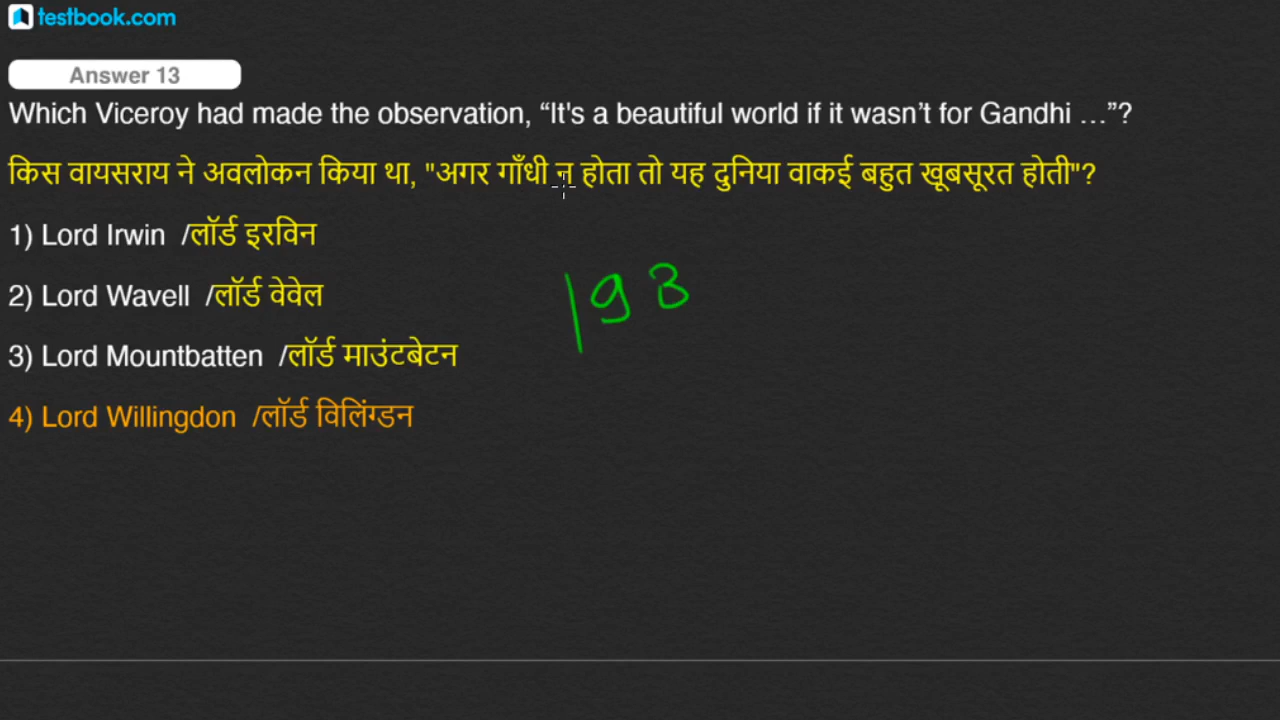 testbook.com
Answer 13
Which Viceroy had made the observation, “It's a beautiful world if it wasn’t for Gandhi ...”?
किस वायसराय ने अवलोकन किया था, "अगर गाँधी न होता तो यह दुनिया वाकई बहुत खूबसूरत होती"?
1) Lord Irwin /लॉर्ड इरविन
2) Lord Wavell /लॉर्ड वेवेल
193
3) Lord Mountbatten /लॉर्ड माउंटबेटन
4) Lord Willingdon /लॉर्ड विलिंग्डन